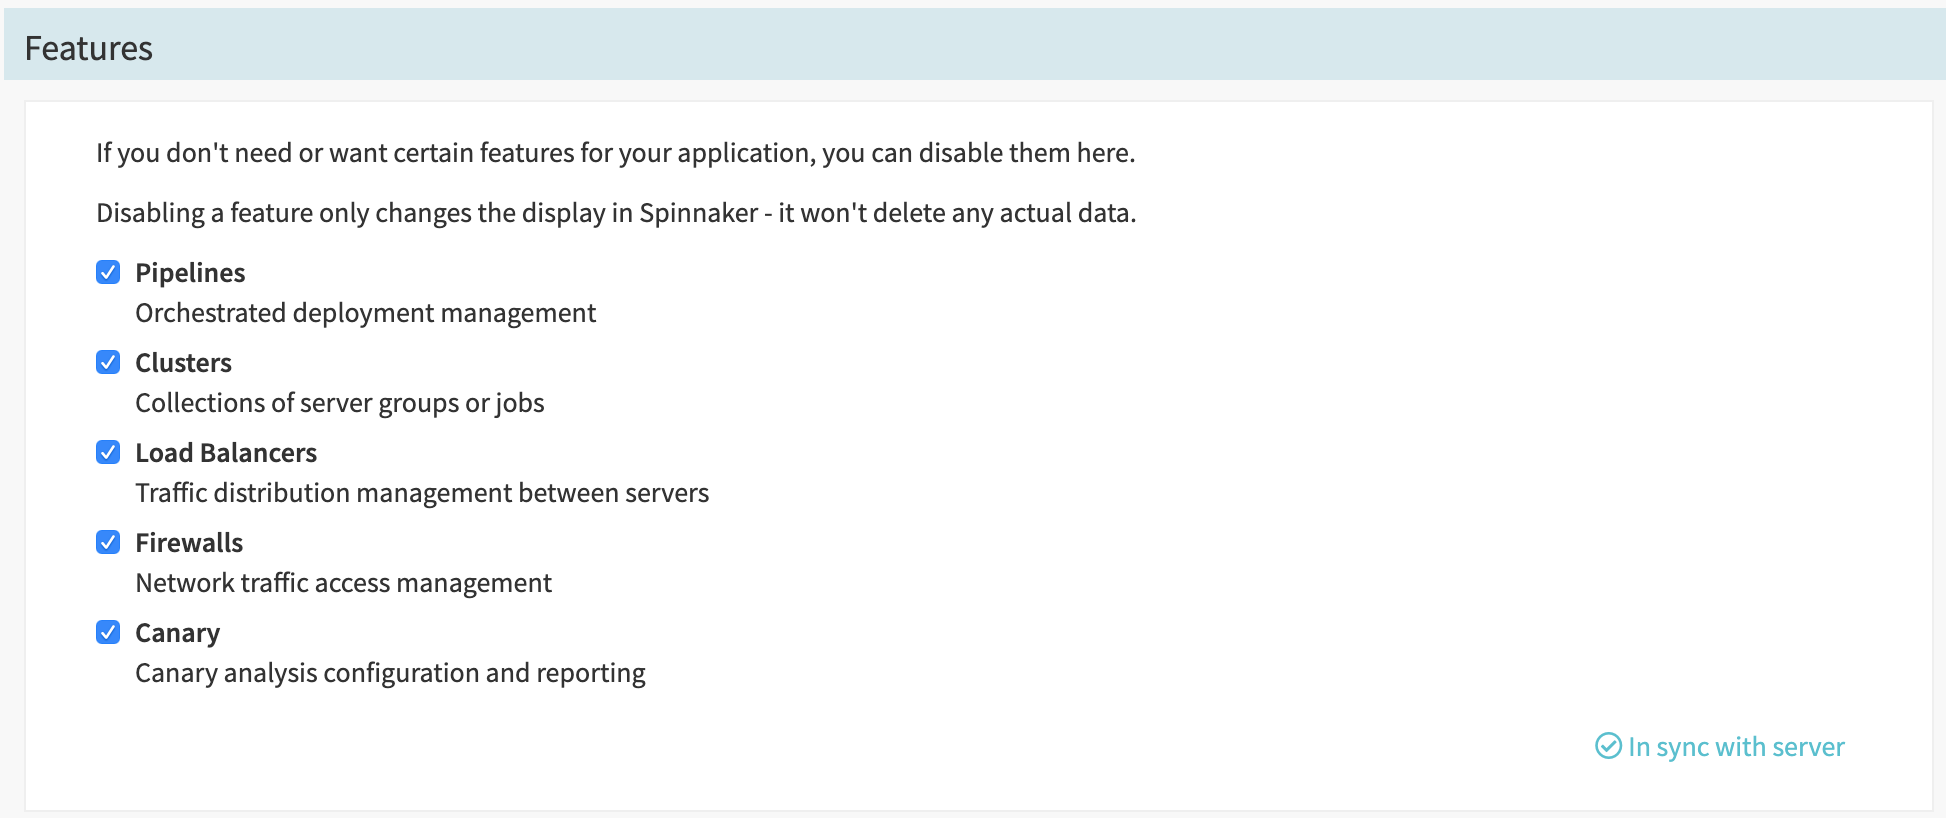 Features
If you don't need or want certain features for your application, you can disable them here.
Disabling a feature only changes the display in Spinnaker - it won't delete any actual data.
Pipelines
Orchestrated deployment management
Clusters
Collections of server groups or jobs
Load Balancers
Traffic distribution management between servers
Firewalls
Network traffic access management
Canary
Canary analysis configuration and reporting
In sync with server